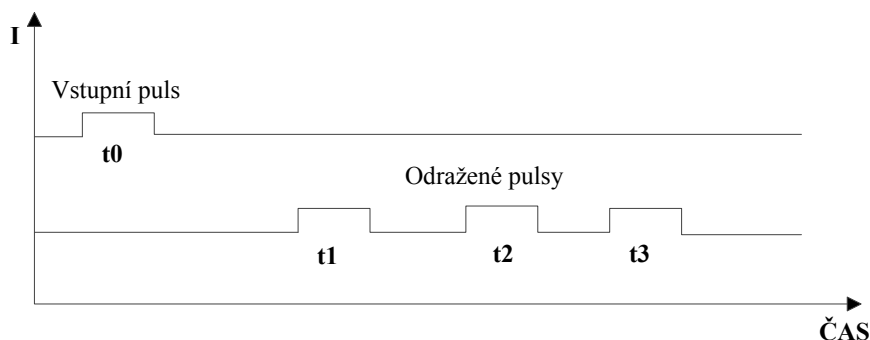 I
Vstupní puls
t0
Odražené pulsy
t1
t2
t3
ČAS